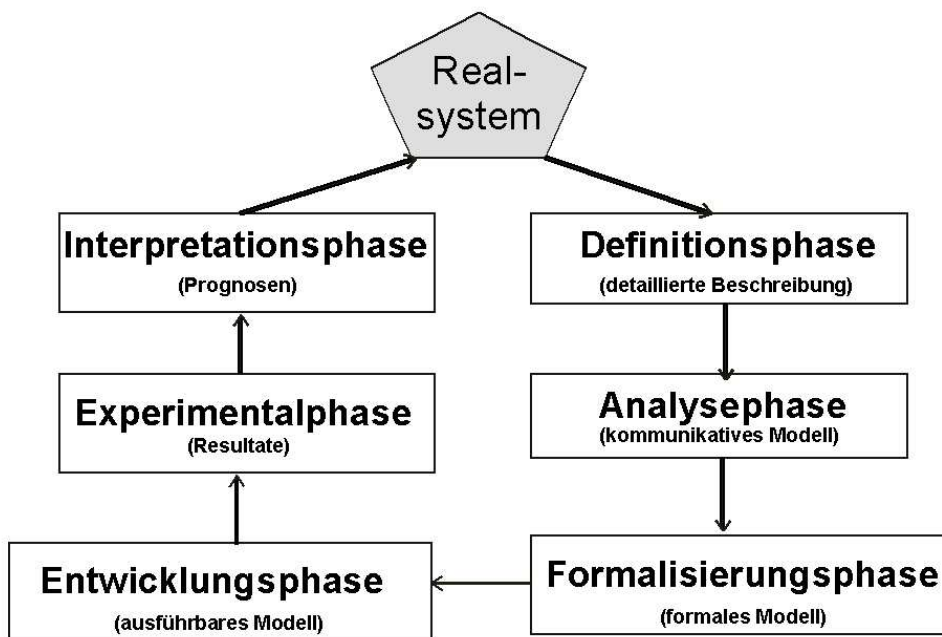 Real-
system
Definitionsphase
(detaillierte Beschreibung)
Analysephase
(kommunikatives Modell)
Formalisierungsphase
(formales Modell)
Entwicklungsphase
(ausführbares Modell)
Experimentalphase
(Resultate)
Interpretationsphase
(Prognosen)